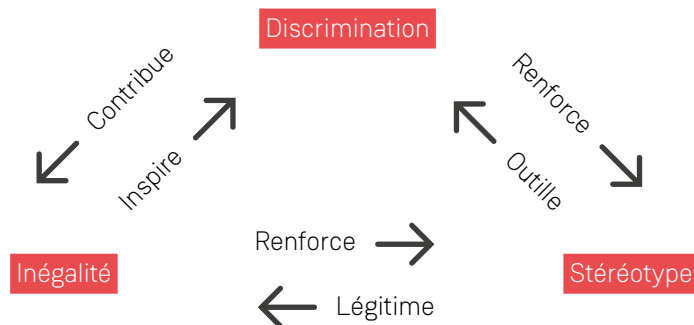 Discrimination
Contribue
Inspire
Renforce
Outille
Renforce
Légitime
Inégalité
Stéréotype